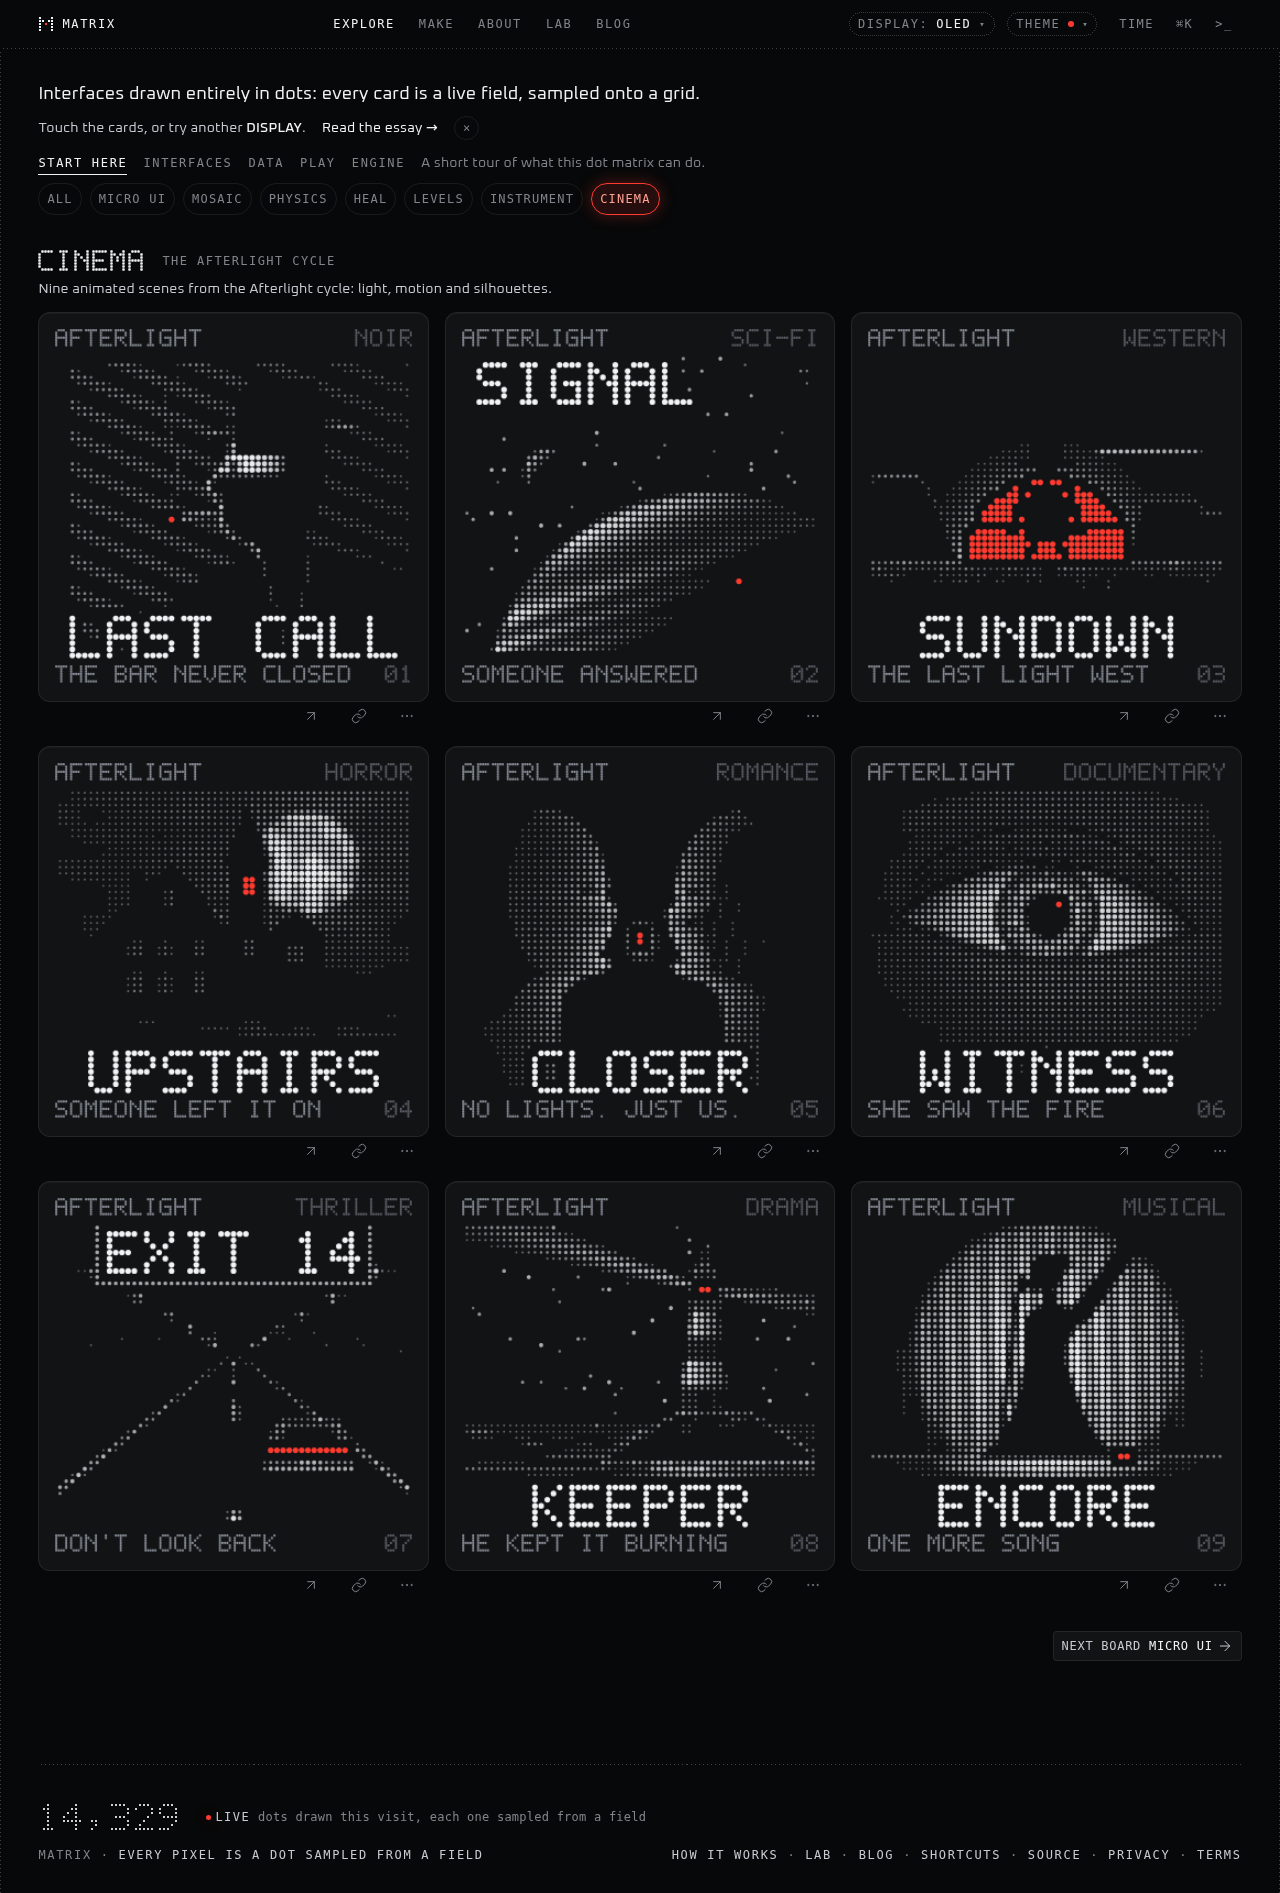 MATRIX EXPLORE MAKE ABOUT LAB BLOG DISPLAY: OLED ▾ THEME ▾ TIME ⌘K >_
Interfaces drawn entirely in dots: every card is a live field, sampled onto a grid.
Touch the cards, or try another DISPLAY. Read the essay → ×
START HERE INTERFACES DATA PLAY ENGINE A short tour of what this dot matrix can do.
ALL MICRO UI MOSAIC PHYSICS HEAL LEVELS INSTRUMENT CINEMA
CINEMA THE AFTERLIGHT CYCLE
Nine animated scenes from the Afterlight cycle: light, motion and silhouettes.
AFTERLIGHT NOIR
LAST CALL
THE BAR NEVER CLOSED 01
AFTERLIGHT SCI-FI
SIGNAL
SOMEONE ANSWERED 02
AFTERLIGHT WESTERN
SUNDOWN
THE LAST LIGHT WEST 03
AFTERLIGHT HORROR
UPSTAIRS
SOMEONE LEFT IT ON 04
AFTERLIGHT ROMANCE
CLOSER
NO LIGHTS. JUST US. 05
AFTERLIGHT DOCUMENTARY
WITNESS
SHE SAW THE FIRE 06
AFTERLIGHT THRILLER
EXIT 14
DON'T LOOK BACK 07
AFTERLIGHT DRAMA
KEEPER
HE KEPT IT BURNING 08
AFTERLIGHT MUSICAL
ENCORE
ONE MORE SONG 09
NEXT BOARD MICRO UI →
14,329 LIVE dots drawn this visit, each one sampled from a field
MATRIX · EVERY PIXEL IS A DOT SAMPLED FROM A FIELD HOW IT WORKS · LAB · BLOG · SHORTCUTS · SOURCE · PRIVACY · TERMS